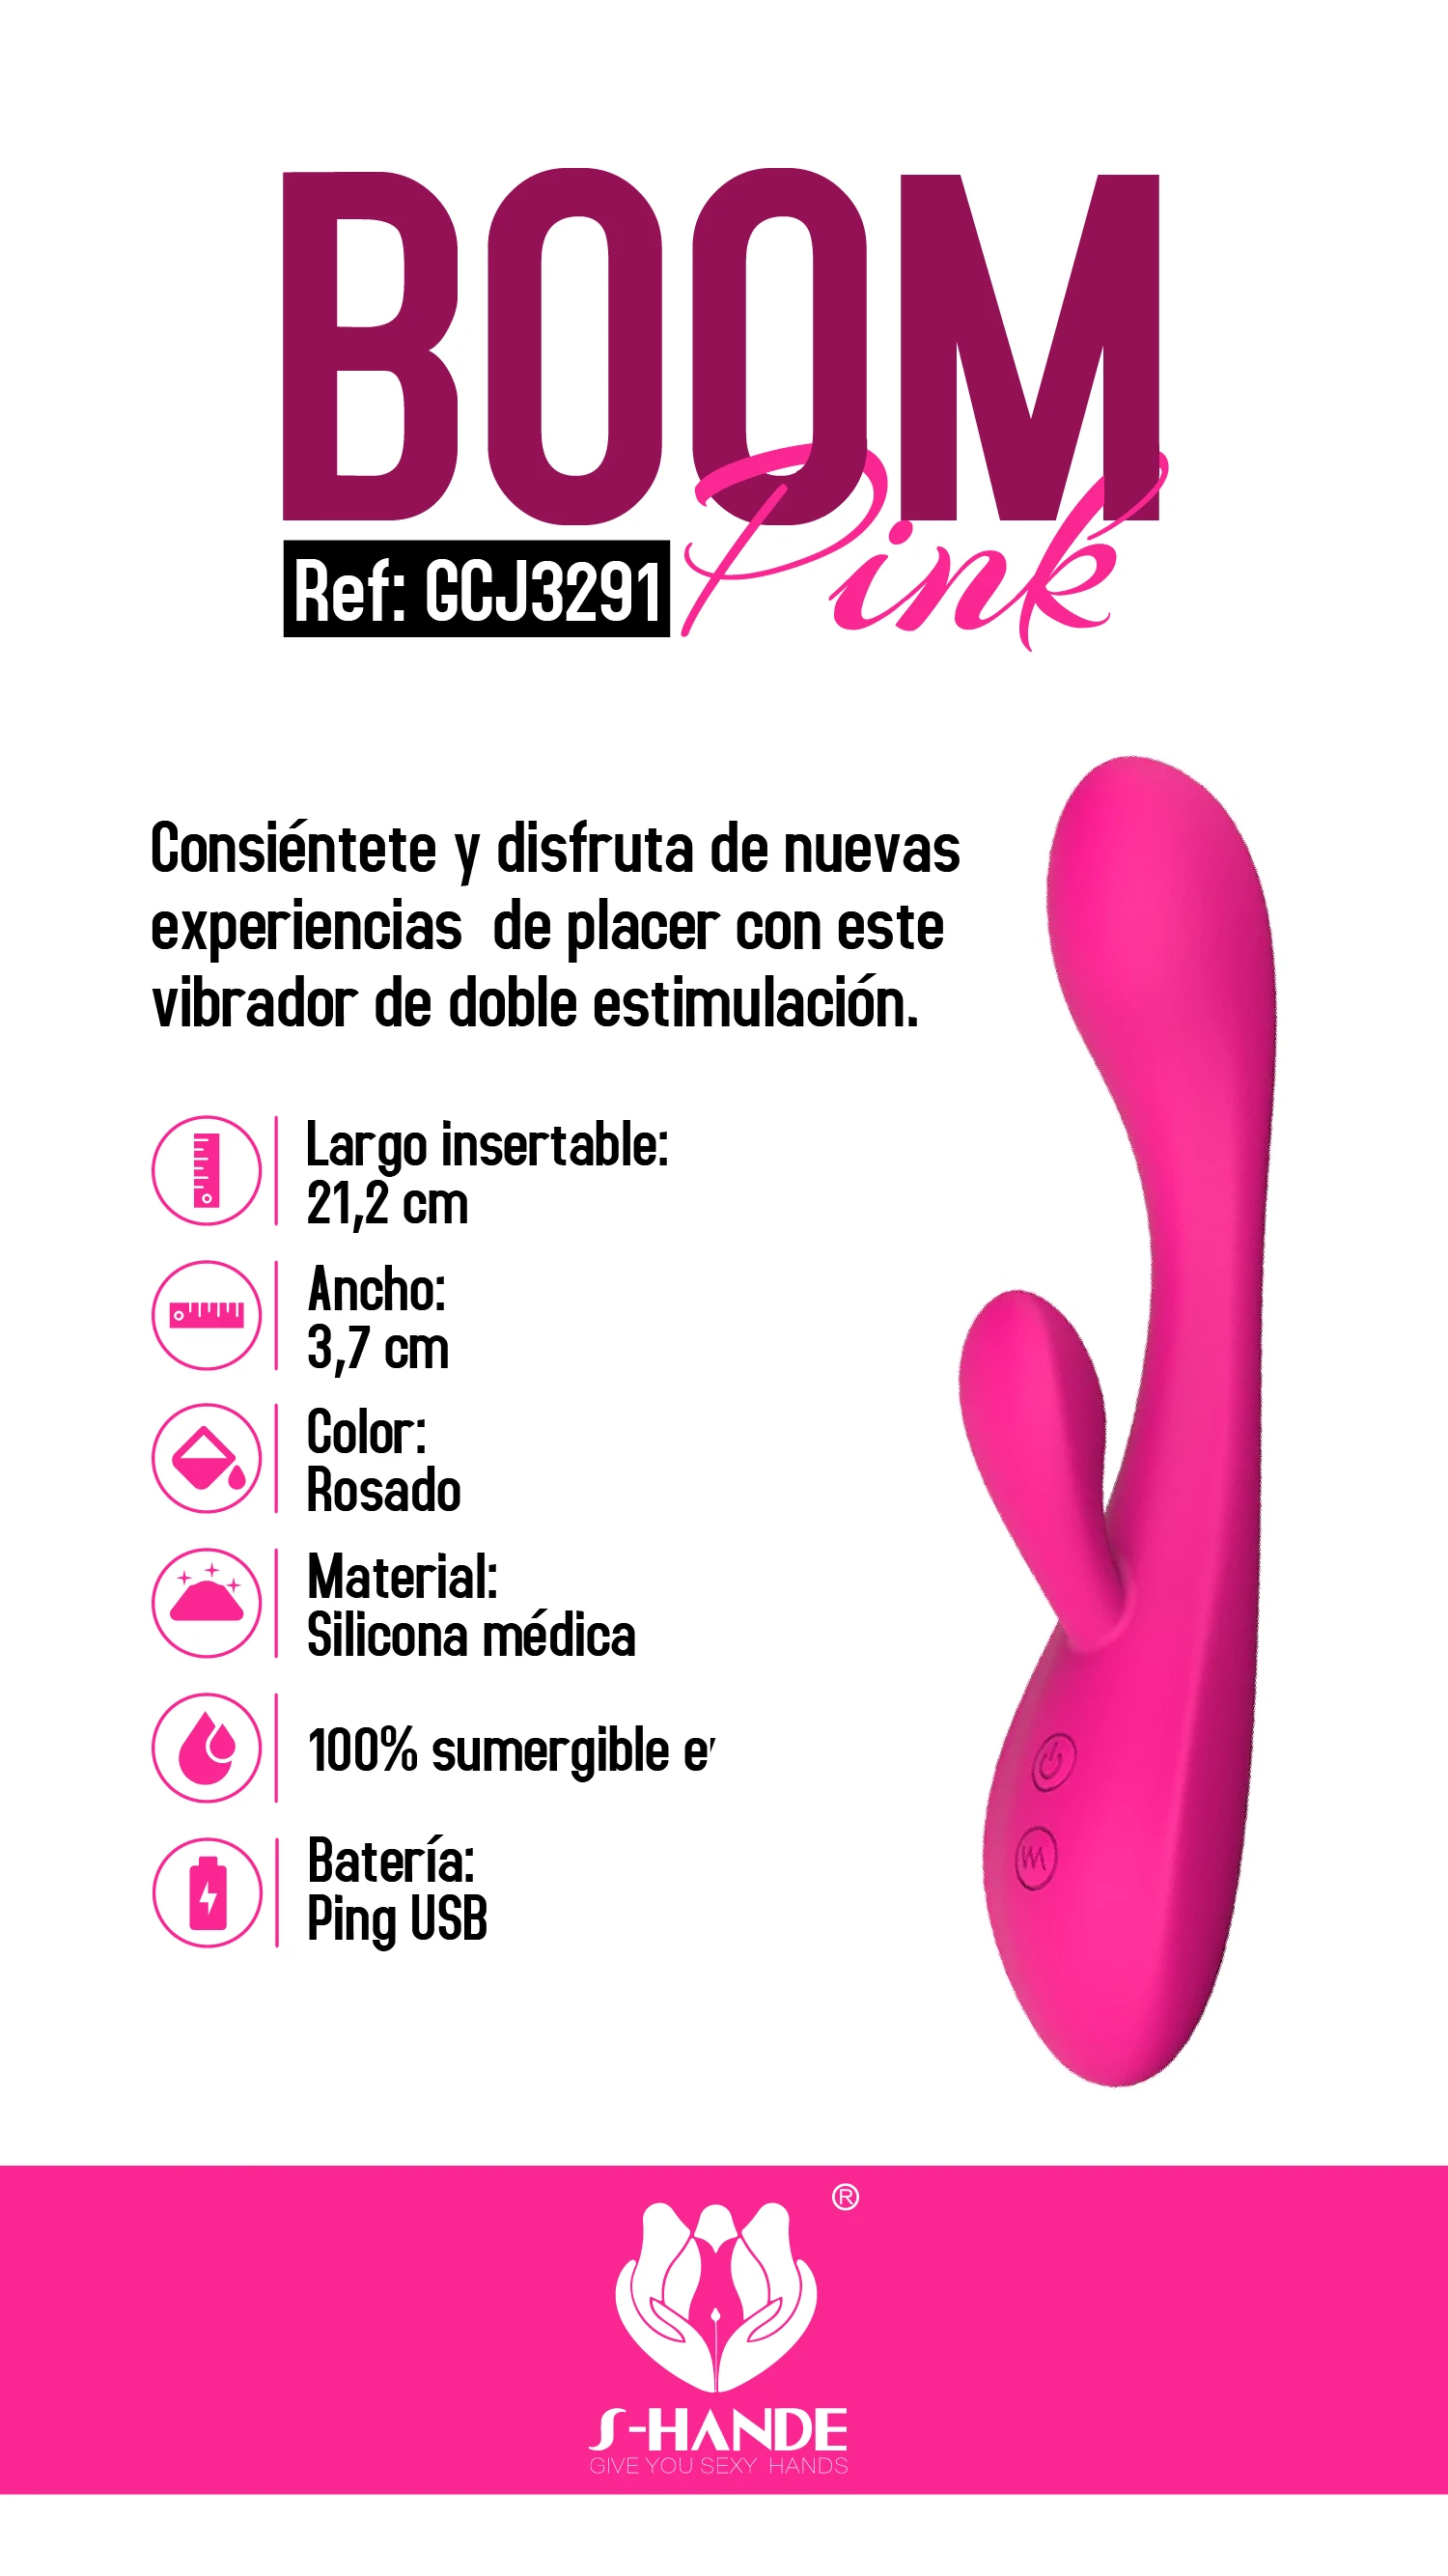 BOOM
Pink
Ref: GCJ3291
Consiéntete y disfruta de nuevas
experiencias de placer con este
vibrador de doble estimulación.
Largo insertable:
21,2 cm
Ancho:
3,7 cm
Color:
Rosado
Material:
Silicona médica
100% sumergible
Batería:
Ping USB
®
S-HANDE
GIVE YOU SEXY HANDS